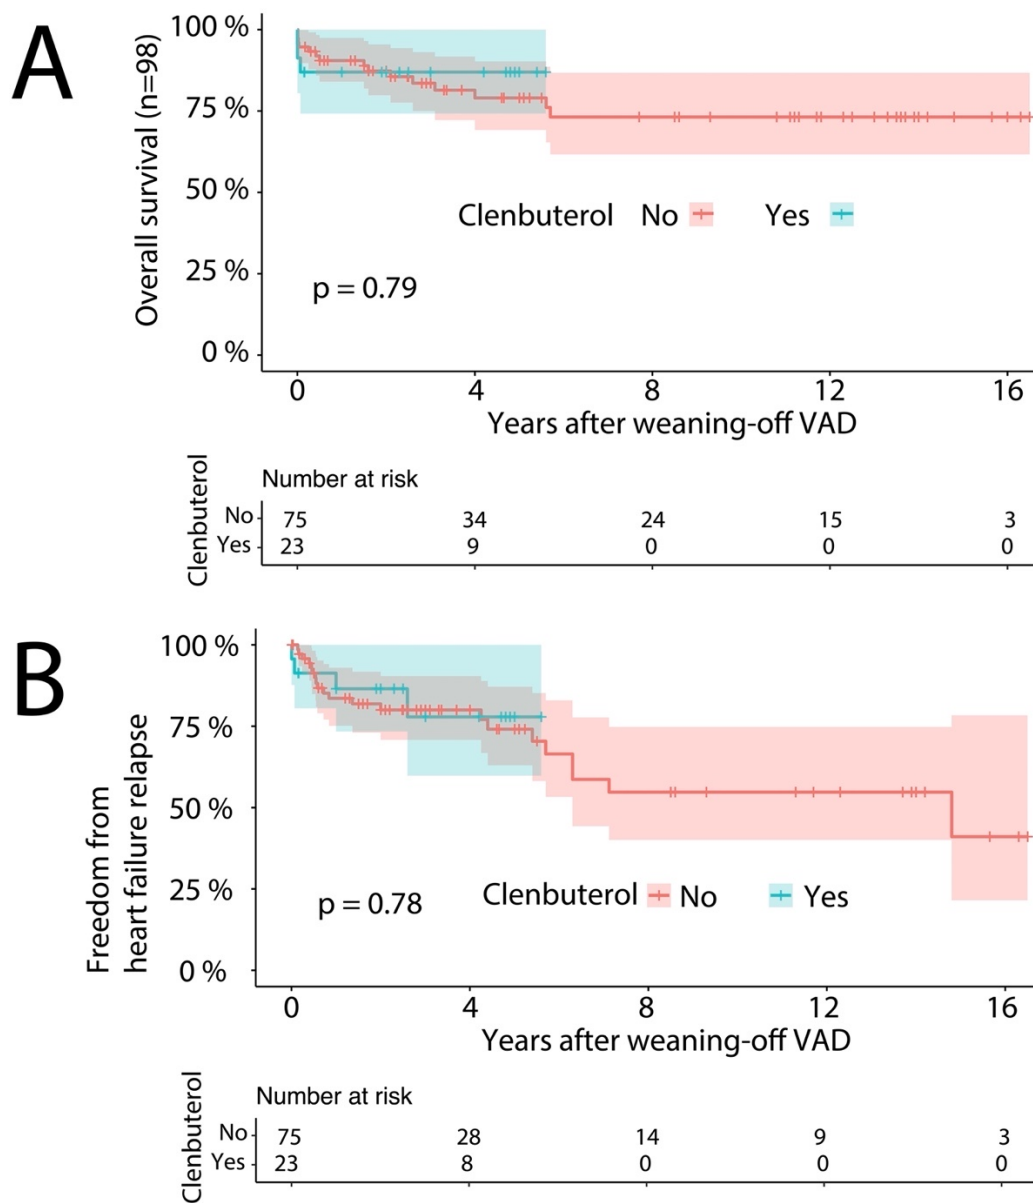 A
Overall survival (n=98)
100 %
75 %
50 %
25 %
0 %
Clenbuterol No Yes
p = 0.79
0 4 8 12 16
Years after weaning-off VAD
Clenbuterol
Number at risk
No 75 34 24 15 3
Yes 23 9 0 0 0
B
Freedom from
heart failure relapse
100 %
75 %
50 %
25 %
0 %
Clenbuterol No Yes
p = 0.78
0 4 8 12 16
Years after weaning-off VAD
Clenbuterol
Number at risk
No 75 28 14 9 3
Yes 23 8 0 0 0